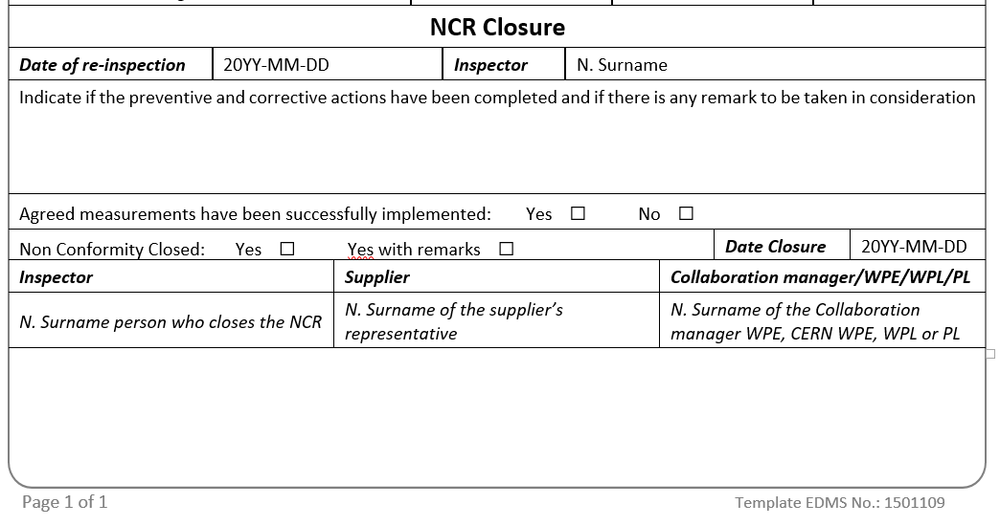 NCR Closure
Date of re-inspection 20YY-MM-DD Inspector N. Surname
Indicate if the preventive and corrective actions have been completed and if there is any remark to be taken in consideration
Agreed measurements have been successfully implemented: Yes ☐ No ☐
Non Conformity Closed: Yes ☐ Yes with remarks ☐ Date Closure 20YY-MM-DD
Inspector Supplier Collaboration manager/WPE/WPL/PL
N. Surname person who closes the NCR
N. Surname of the supplier’s
representative
N. Surname of the Collaboration
manager WPE, CERN WPE, WPL or PL
Page 1 of 1 Template EDMS No.: 1501109